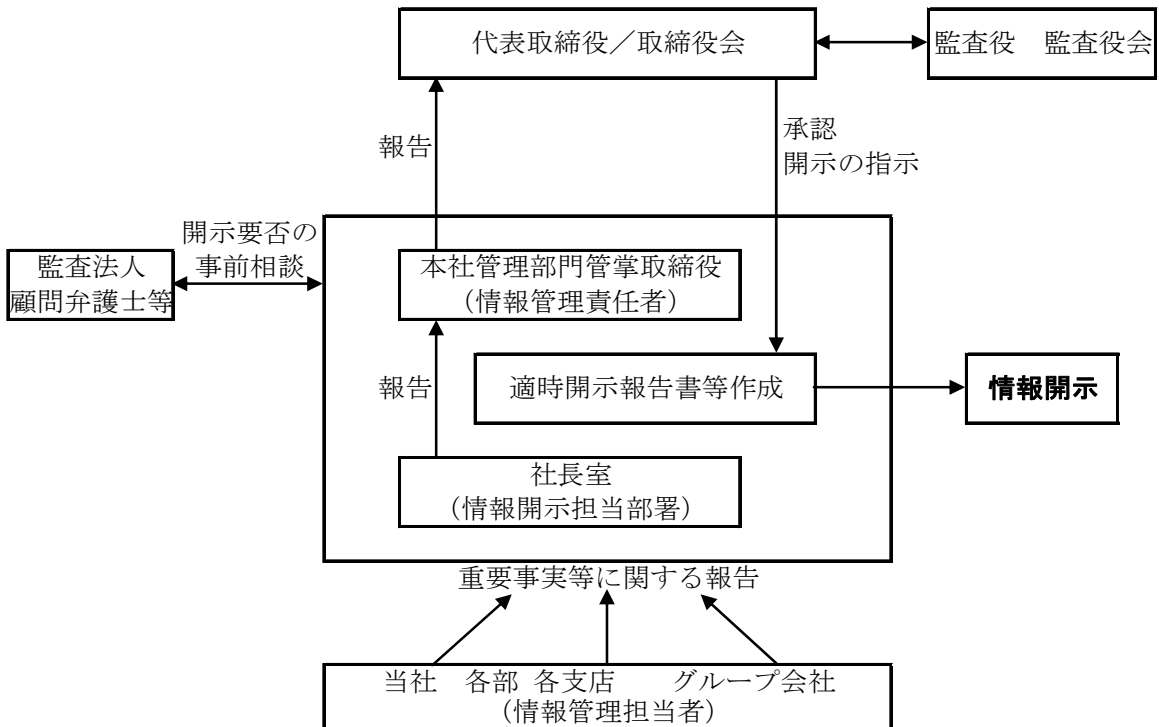 代表取締役／取締役会
監査役　監査役会
報告
承認
開示の指示
開示要否の
事前相談
監査法人
顧問弁護士等
本社管理部門管掌取締役
（情報管理責任者）
報告
適時開示報告書等作成
情報開示
社長室
（情報開示担当部署）
重要事実等に関する報告
当社　各部 各支店　　グループ会社
（情報管理担当者）